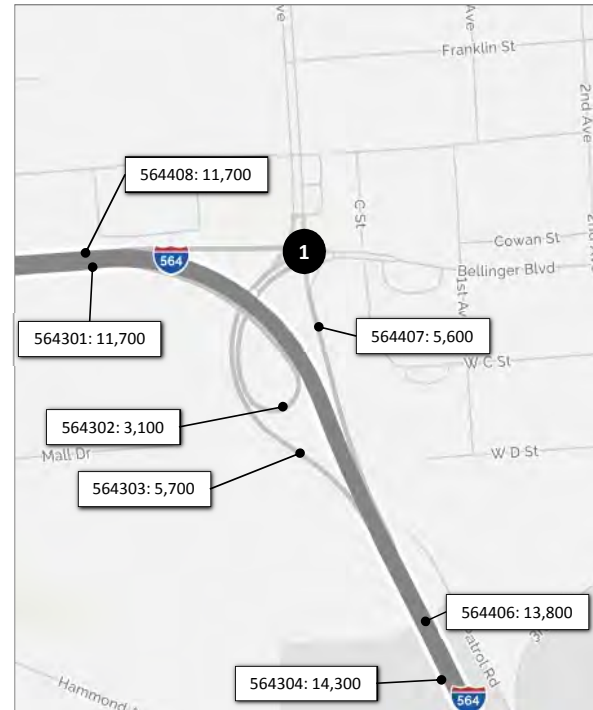 ve
Ave
Franklin St
2nd Ave
564408: 11,700
C St
1
Cowan St
564
Bellinger Blvd
1st Av
564301: 11,700
564407: 5,600
W C St
564302: 3,100
Mall Dr
W D St
564303: 5,700
564406: 13,800
Patrol Rd
564304: 14,300
Hammond A
564